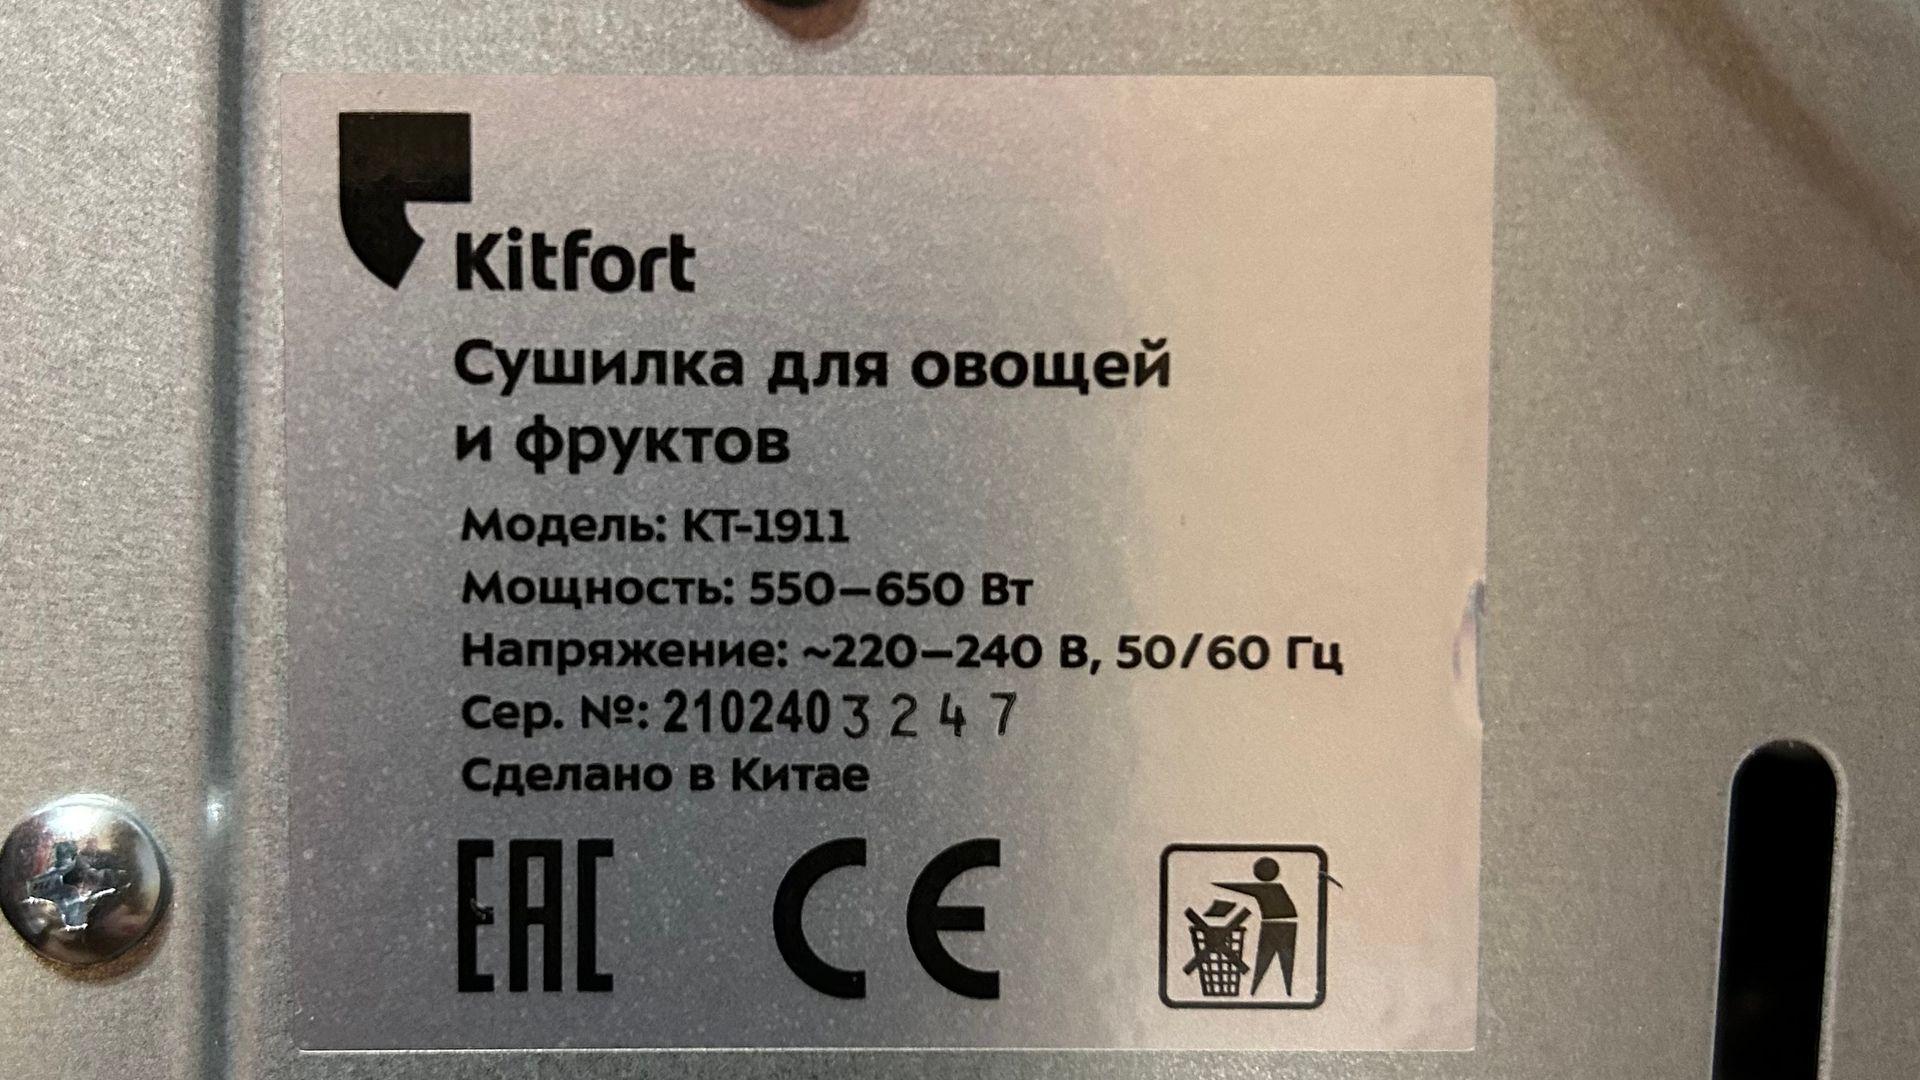 Kitfort
Сушилка для овощей
и фруктов
Модель: КТ-1911
Мощность: 550–650 Вт
Напряжение: ~220–240 В, 50/60 Гц
Сер. №: 2102403247
Сделано в Китае
EAC CE